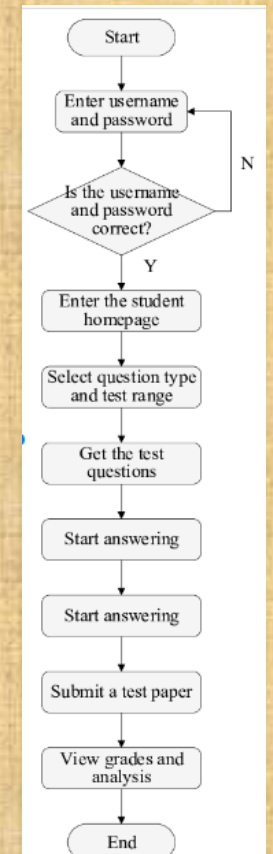 Start
Enter username
and password
N
Is the username
and password
correct?
Y
Enter the student
homepage
Select question type
and test range
Get the test
questions
Start answering
Start answering
Submit a test paper
View grades and
analysis
End